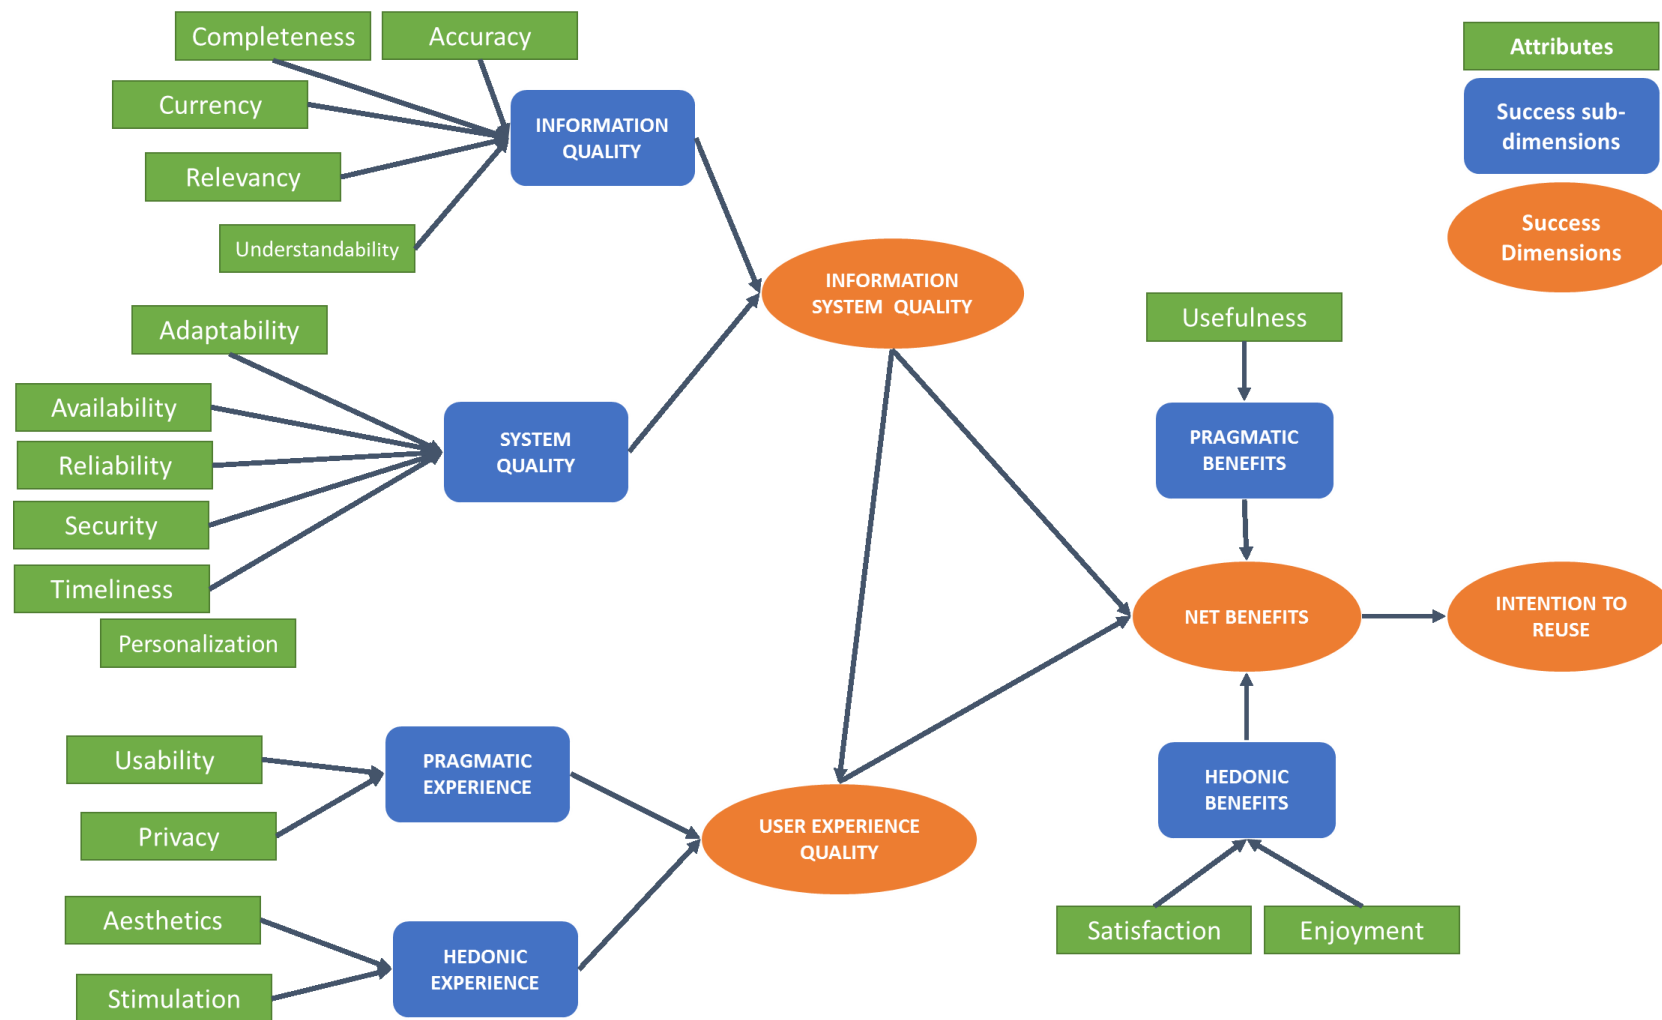 Completeness
Accuracy
Currency
Relevancy
Understandability
INFORMATION
QUALITY
Adaptability
Availability
Reliability
Security
Timeliness
Personalization
SYSTEM
QUALITY
INFORMATION
SYSTEM QUALITY
Usability
Privacy
PRAGMATIC
EXPERIENCE
Aesthetics
Stimulation
HEDONIC
EXPERIENCE
USER EXPERIENCE
QUALITY
Usefulness
PRAGMATIC
BENEFITS
NET BENEFITS
INTENTION TO
REUSE
HEDONIC
BENEFITS
Satisfaction
Enjoyment
Attributes
Success sub-
dimensions
Success
Dimensions